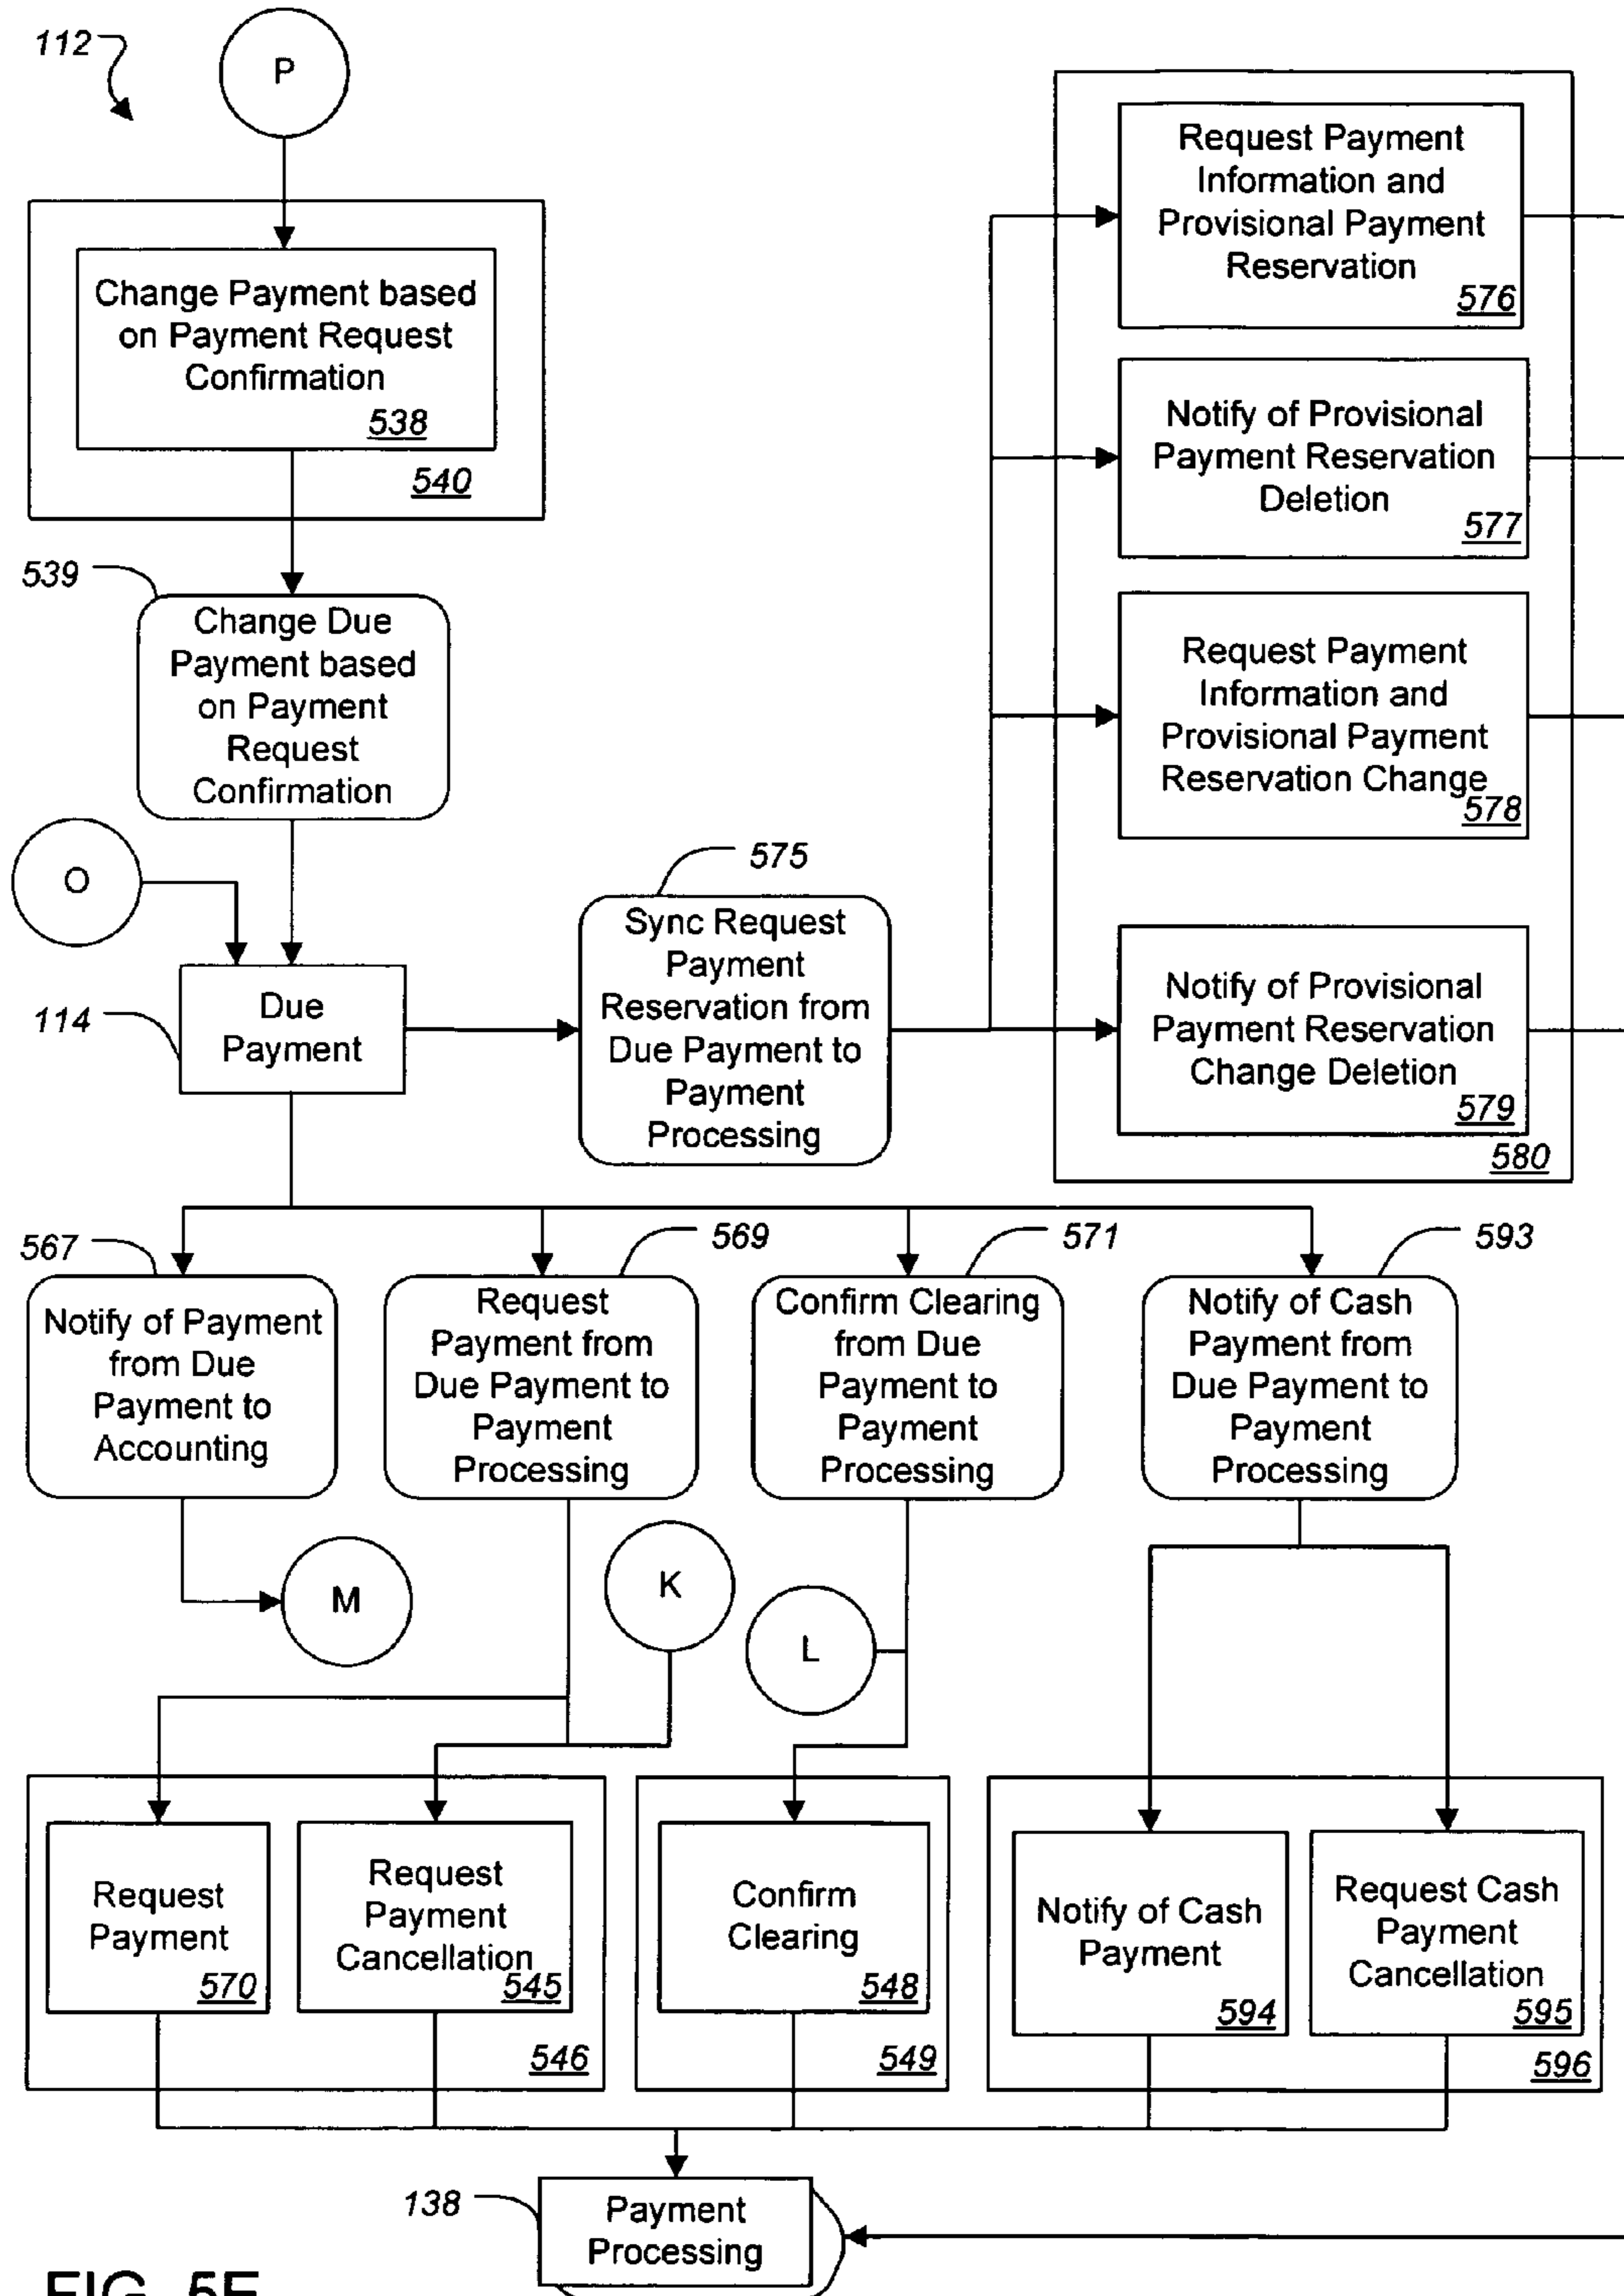 112
P
Change Payment based
on Payment Request
Confirmation
538
540
539
Change Due
Payment based
on Payment
Request
Confirmation
O
114
Due
Payment
575
Sync Request
Payment
Reservation from
Due Payment to
Payment
Processing
Request Payment
Information and
Provisional Payment
Reservation
576
Notify of Provisional
Payment Reservation
Deletion
577
Request Payment
Information and
Provisional Payment
Reservation Change
578
Notify of Provisional
Payment Reservation
Change Deletion
579
580
567
Notify of Payment
from Due
Payment to
Accounting
569
Request
Payment from
Due Payment to
Payment
Processing
571
Confirm Clearing
from Due
Payment to
Payment
Processing
593
Notify of Cash
Payment from
Due Payment to
Payment
Processing
M
K
L
Request
Payment
570
Request
Payment
Cancellation
545
546
Confirm
Clearing
548
549
Notify of Cash
Payment
594
Request Cash
Payment
Cancellation
595
596
138
Payment
Processing
FIG. 5E